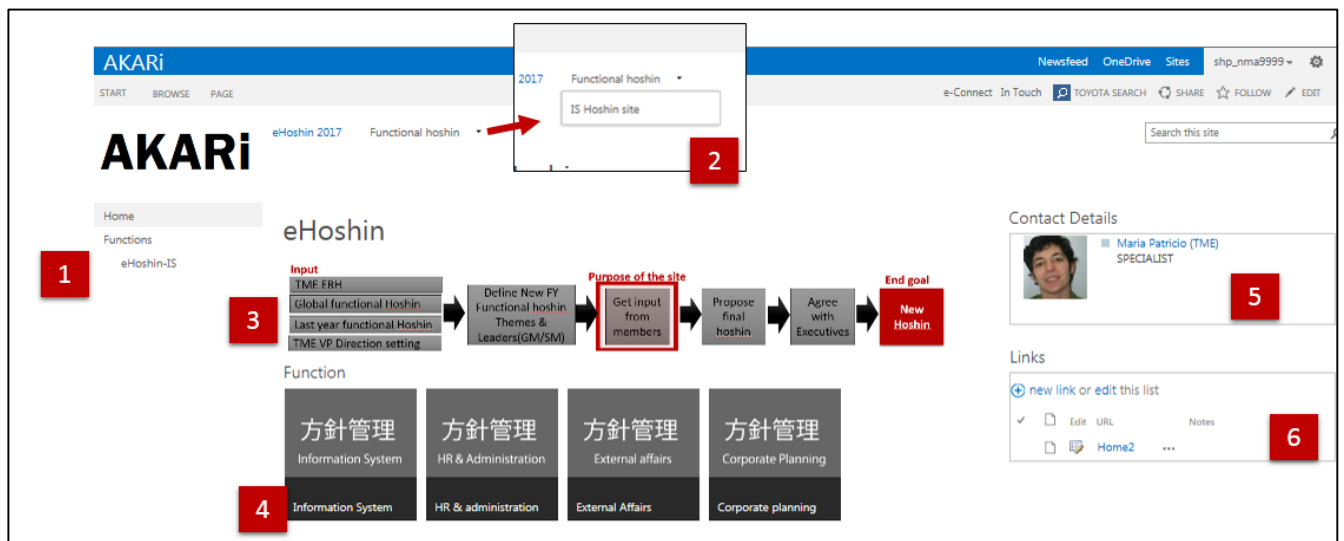 AKARi
Newsfeed OneDrive Sites shp_nma9999
START BROWSE PAGE
e-Connect In Touch TOYOTA SEARCH SHARE FOLLOW EDIT
2017 Functional hoshin
IS Hoshin site
2
AKARi
eHoshin 2017 Functional hoshin
Search this site
Home
Functions
eHoshin-IS
1
eHoshin
Input
TME ERH
Global functional Hoshin
Last year functional Hoshin
TME VP Direction setting
3
Define New FY
Functional hoshin
Themes &
Leaders(GM/SM)
Purpose of the site
Get input
from
members
Propose
final
hoshin
Agree
with
Executives
End goal
New
Hoshin
Function
方針管理
Information System
Information System
4
方針管理
HR & Administration
HR & administration
方針管理
External affairs
External Affairs
方針管理
Corporate Planning
Corporate planning
Contact Details
Maria Patricio (TME)
SPECIALIST
5
Links
new link or edit this list
Edit URL Notes
Home2 ...
6